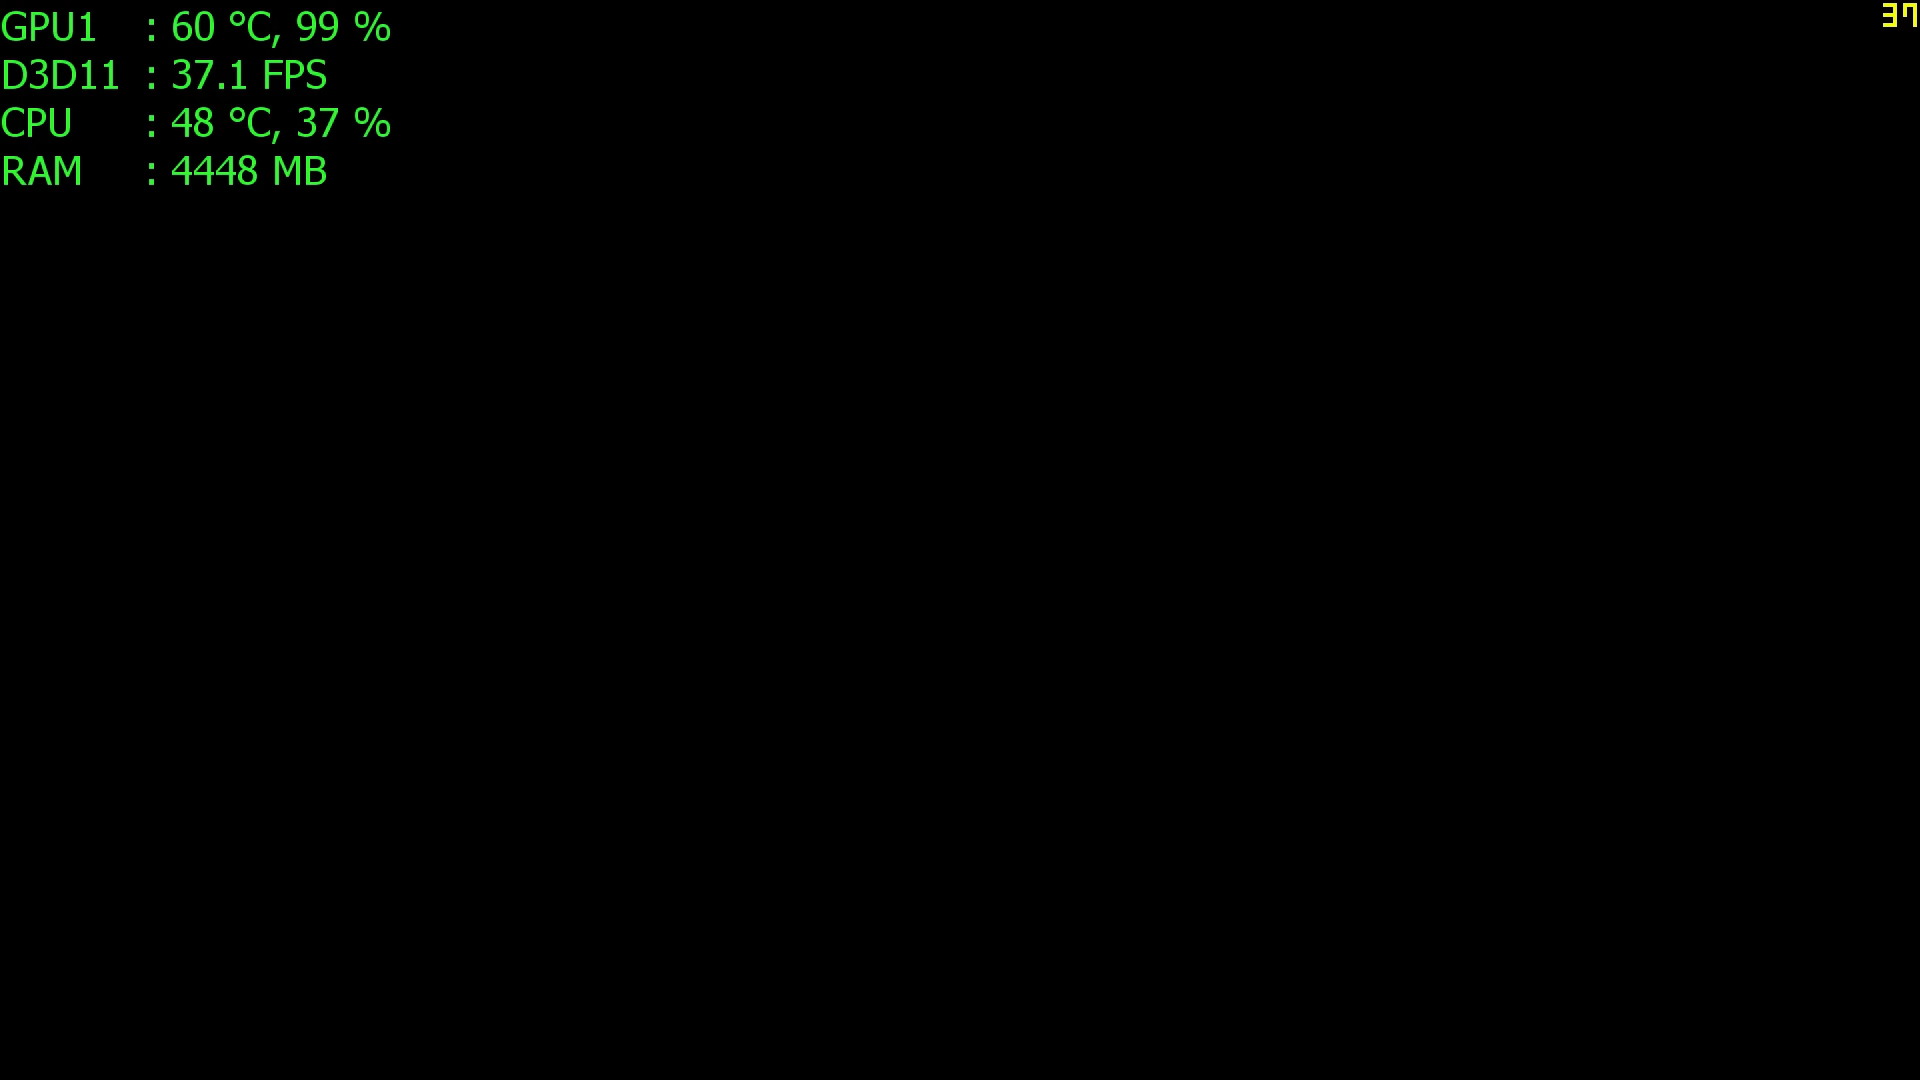 GPU1 : 60 °C, 99 %
37
D3D11 : 37.1 FPS
CPU : 48 °C, 37 %
RAM : 4448 MB